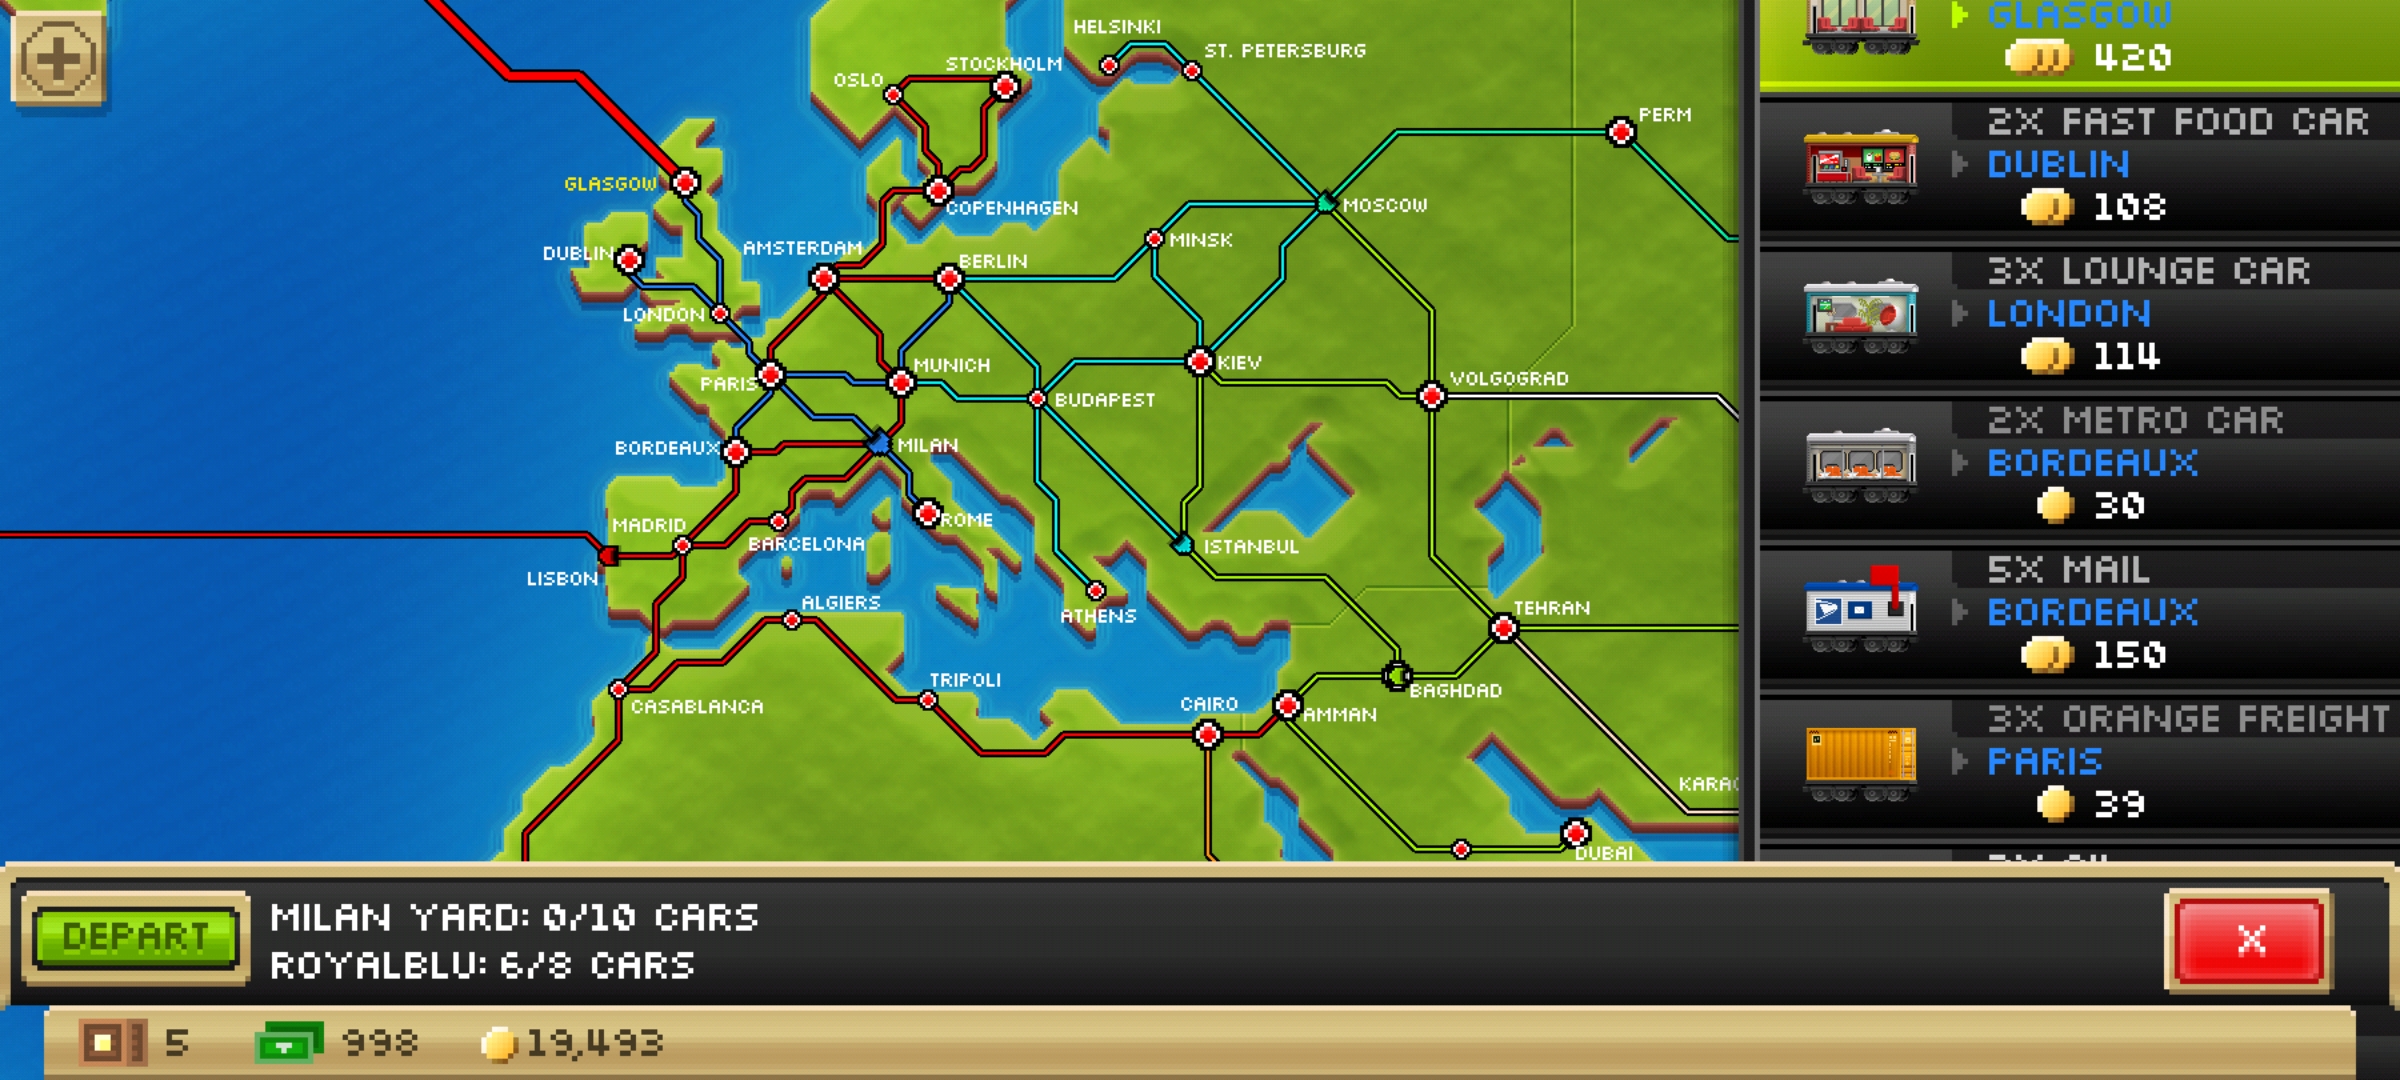 HELSINKI
ST. PETERSBURG
STOCKHOLM
OSLO
PERM
GLASGOW
COPENHAGEN
MOSCOW
DUBLIN
AMSTERDAM
BERLIN
MINSK
LONDON
PARIS
MUNICH
KIEV
BUDAPEST
VOLGOGRAD
BORDEAUX
MILAN
MADRID
ROME
BARCELONA
ISTANBUL
LISBON
ALGIERS
ATHENS
TEHRAN
TRIPOLI
CASABLANCA
CAIRO
AMMAN
BAGHDAD
KARAC
DUBAI
GLASGOW
420
2X FAST FOOD CAR
DUBLIN
108
3X LOUNGE CAR
LONDON
114
2X METRO CAR
BORDEAUX
30
5X MAIL
BORDEAUX
150
3X ORANGE FREIGHT
PARIS
39
DEPART
MILAN YARD: 0/10 CARS
ROYALBLU: 6/8 CARS
X
5
998
19,493